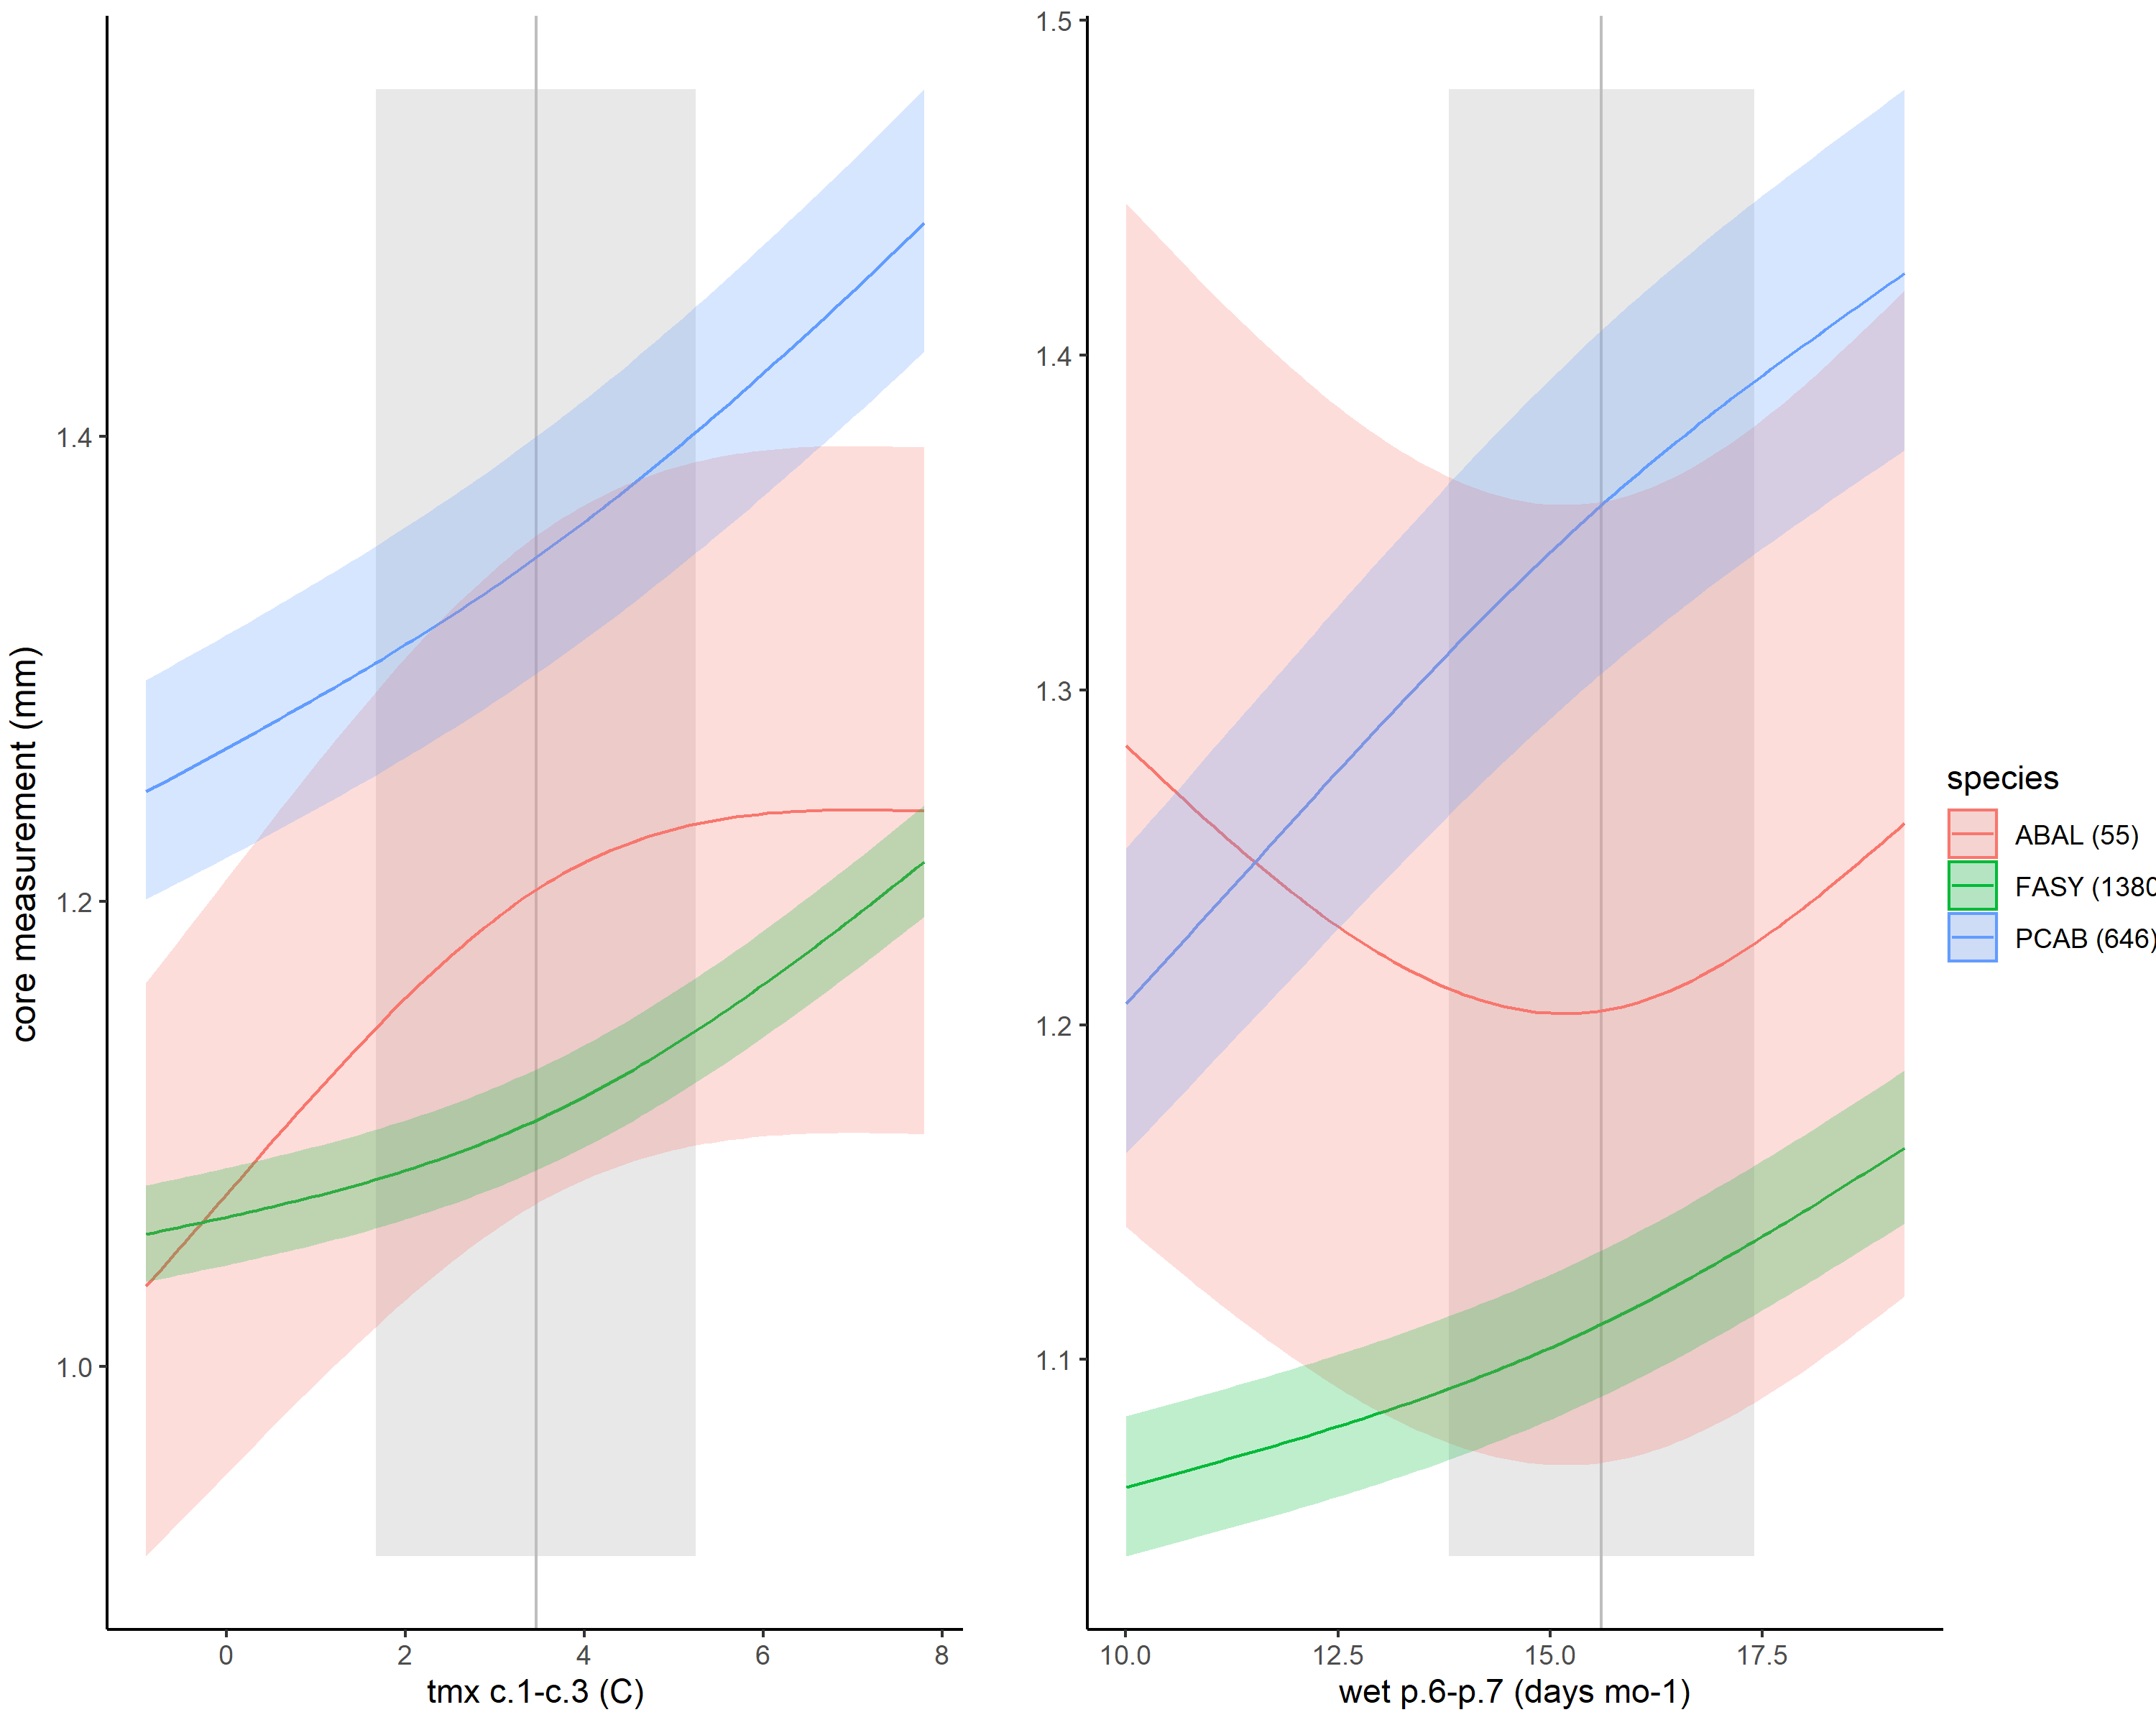 core measurement (mm)
1.4
1.2
1.0
0 2 4 6 8
tmx c.1-c.3 (C)
1.5
1.4
1.3
1.2
1.1
10.0 12.5 15.0 17.5
wet p.6-p.7 (days mo-1)
species
ABAL (55)
FASY (1380
PCAB (646)